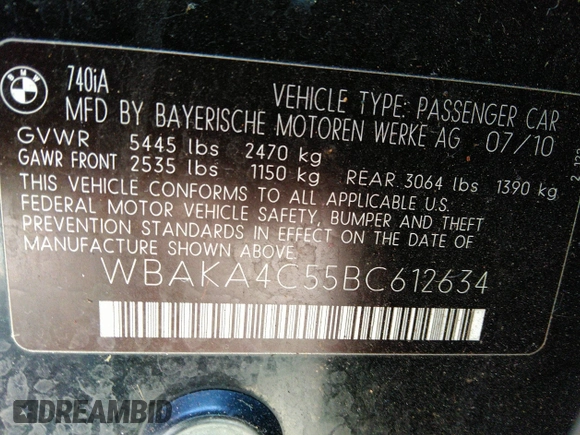 BMW
740iA
VEHICLE TYPE: PASSENGER CAR
MFD BY BAYERISCHE MOTOREN WERKE AG 07/10
GVWR 5445 lbs 2470 kg
GAWR FRONT 2535 lbs 1150 kg REAR 3064 lbs 1390 kg
THIS VEHICLE CONFORMS TO ALL APPLICABLE U.S.
FEDERAL MOTOR VEHICLE SAFETY, BUMPER AND THEFT
PREVENTION STANDARDS IN EFFECT ON THE DATE OF
MANUFACTURE SHOWN ABOVE.
WBAKA4C55BC612634
DREAMBID